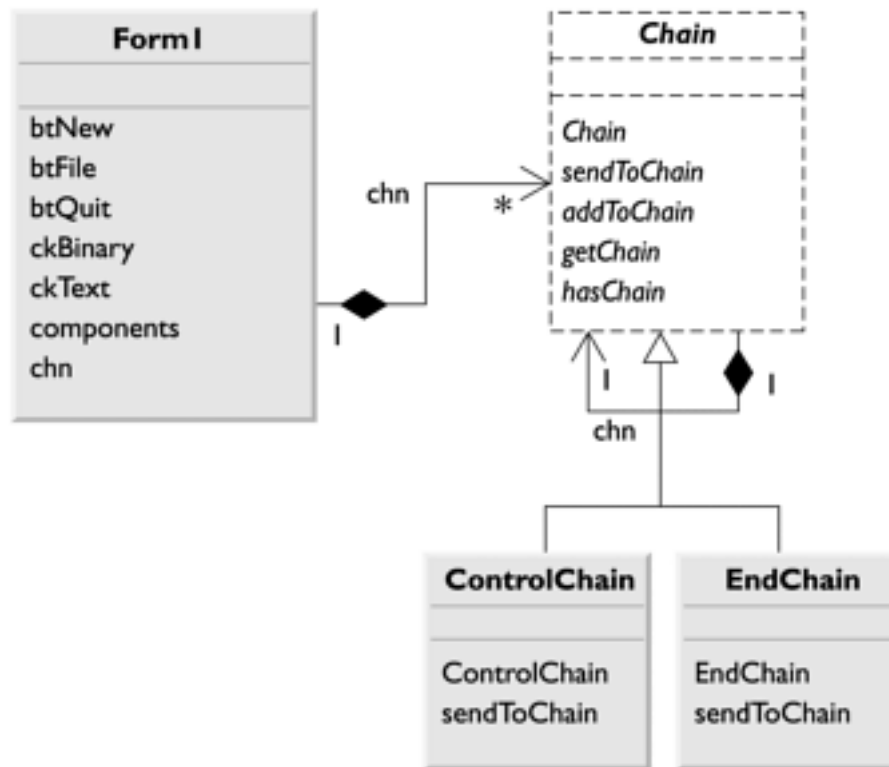 Form1
btNew
btFile
btQuit
ckBinary
ckText
components
chn
chn
*
1
Chain
Chain
sendToChain
addToChain
getChain
hasChain
1
1
chn
ControlChain
ControlChain
sendToChain
EndChain
EndChain
sendToChain